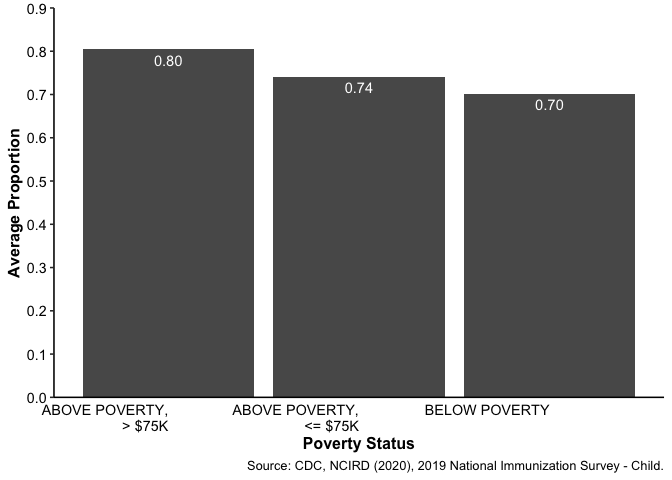 Average Proportion
0.9
0.8
0.7
0.6
0.5
0.4
0.3
0.2
0.1
0.0
0.80
0.74
0.70
ABOVE POVERTY,
> $75K
ABOVE POVERTY,
<= $75K
BELOW POVERTY
Poverty Status
Source: CDC, NCIRD (2020), 2019 National Immunization Survey - Child.